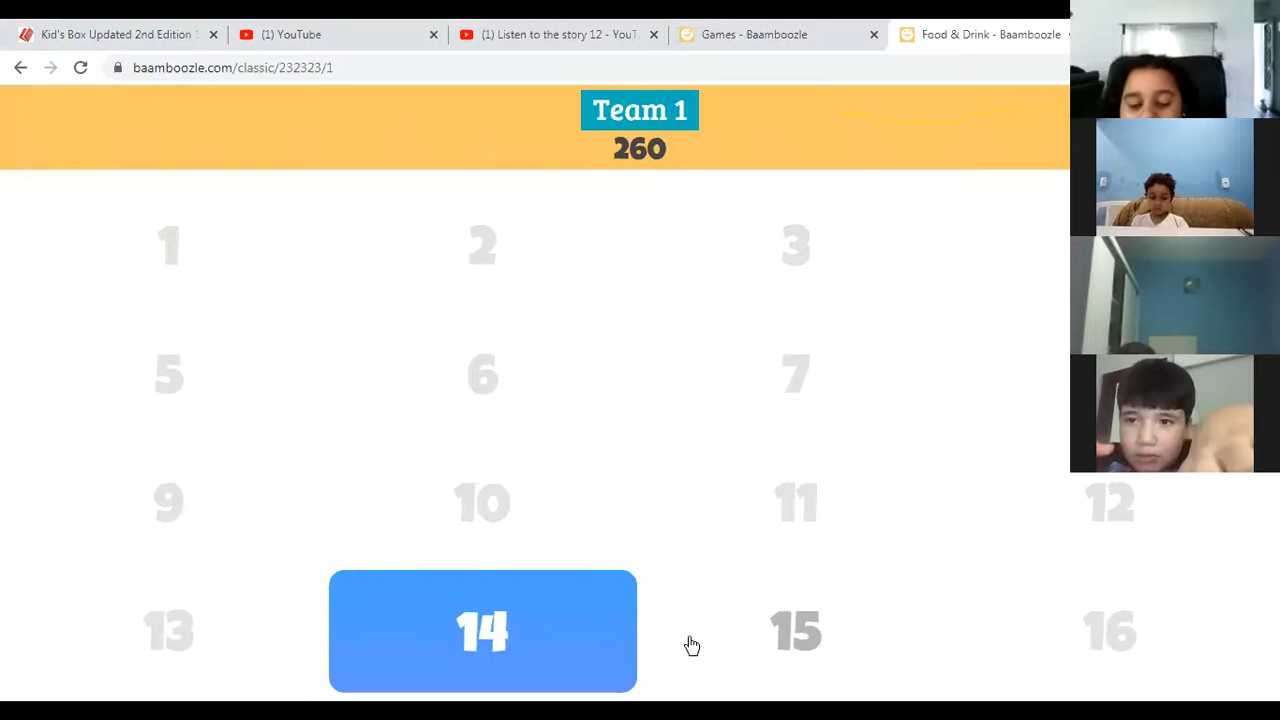 Kid's Box Updated 2nd Edition
(1) YouTube
(1) Listen to the story 12 - YouT
Games - Baamboozle
Food & Drink - Baamboozle
baamboozle.com/classic/232323/1
Team 1
260
1 2 3
5 6 7
9 10 11 12
13 14 15 16